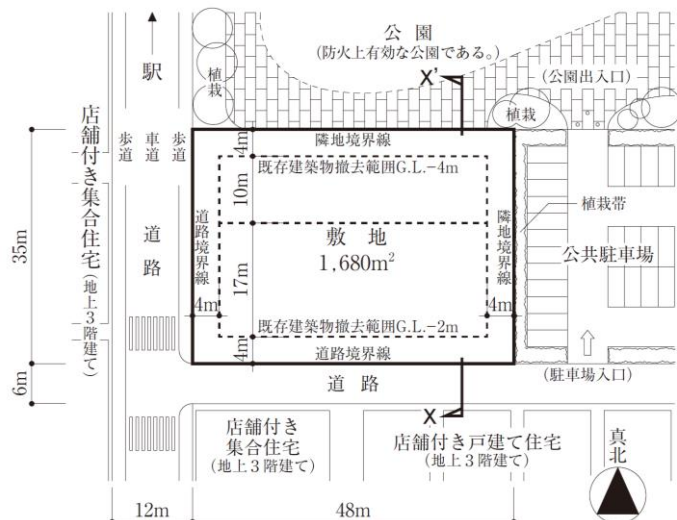 公 園
(防火上有効な公園である。)
X'
(公園出入口)
駅
植栽
植栽
店舗付き集合住宅(地上3階建て)
歩道
車道
歩道
4m
隣地境界線
既存建築物撤去範囲G.L.−4m
10m
35m
道路
道路境界線
敷 地
1,680m²
隣地境界線
植栽帯
公共駐車場
17m
4m
4m
既存建築物撤去範囲G.L.−2m
4m
道路境界線
6m
道 路
(駐車場入口)
X
店舗付き
集合住宅
(地上3階建て)
店舗付き戸建て住宅
(地上3階建て)
真北
12m
48m